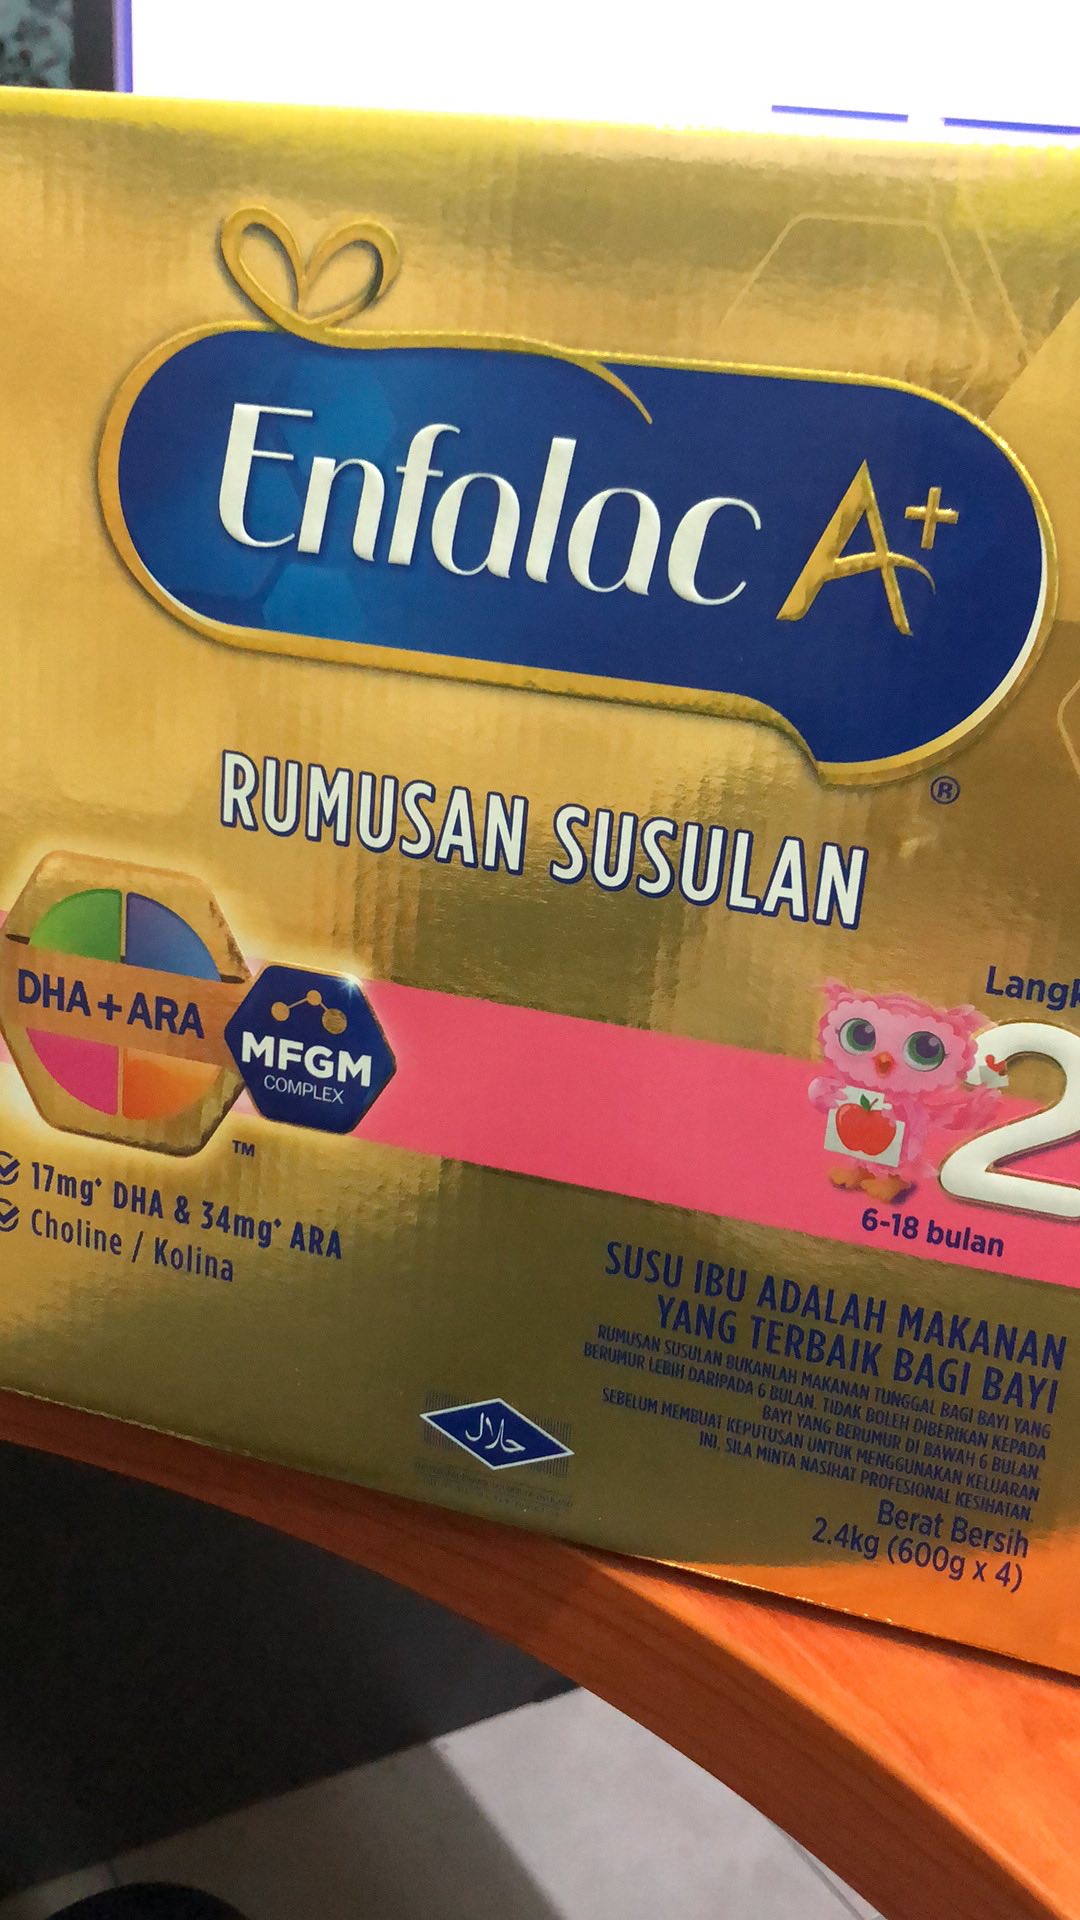 Enfalac A+
®
RUMUSAN SUSULAN
DHA+ARA
MFGM
COMPLEX
TM
17mg* DHA & 34mg* ARA
Choline / Kolina
2
6-18 bulan
SUSU IBU ADALAH MAKANAN
YANG TERBAIK BAGI BAYI
RUMUSAN SUSULAN BUKANLAH MAKANAN TUNGGAL BAGI BAYI YANG
BERUMUR LEBIH DARIPADA 6 BULAN. TIDAK BOLEH DIBERIKAN KEPADA
BAYI YANG BERUMUR DI BAWAH 6 BULAN.
SEBELUM MEMBUAT KEPUTUSAN UNTUK MENGGUNAKAN KELUARAN
INI, SILA MINTA NASIHAT PROFESIONAL KESIHATAN.
حلال
Berat Bersih
2.4kg (600g x 4)